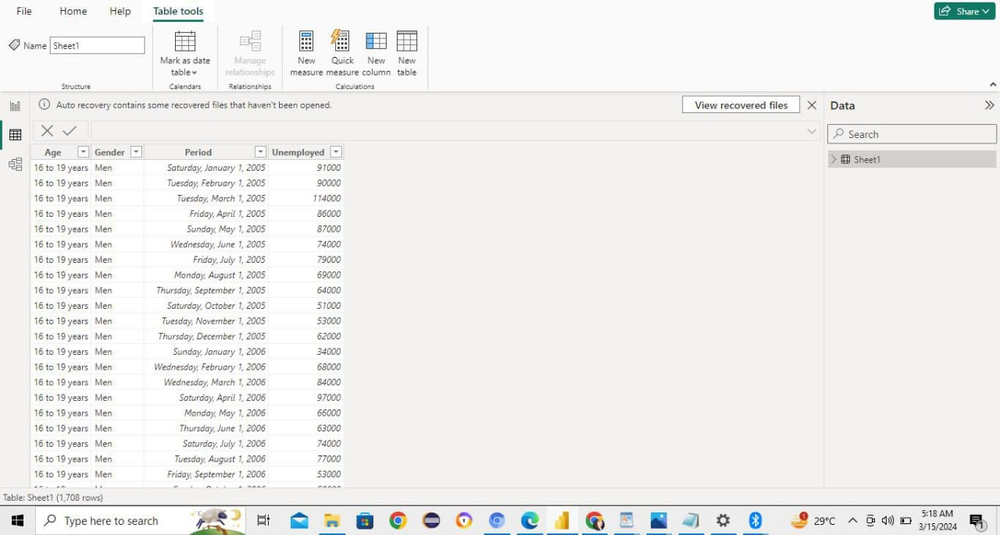 File Home Help Table tools Share
Name Sheet1
Mark as date table
Manage relationships
New measure
Quick measure
New column
New table
Structure Calendars Relationships Calculations
Auto recovery contains some recovered files that haven't been opened. View recovered files
Data
Search
Sheet1
Age Gender Period Unemployed
16 to 19 years Men Saturday, January 1, 2005 91000
16 to 19 years Men Tuesday, February 1, 2005 90000
16 to 19 years Men Tuesday, March 1, 2005 114000
16 to 19 years Men Friday, April 1, 2005 86000
16 to 19 years Men Sunday, May 1, 2005 87000
16 to 19 years Men Wednesday, June 1, 2005 74000
16 to 19 years Men Friday, July 1, 2005 79000
16 to 19 years Men Monday, August 1, 2005 69000
16 to 19 years Men Thursday, September 1, 2005 64000
16 to 19 years Men Saturday, October 1, 2005 51000
16 to 19 years Men Tuesday, November 1, 2005 53000
16 to 19 years Men Thursday, December 1, 2005 62000
16 to 19 years Men Sunday, January 1, 2006 34000
16 to 19 years Men Wednesday, February 1, 2006 68000
16 to 19 years Men Wednesday, March 1, 2006 84000
16 to 19 years Men Saturday, April 1, 2006 97000
16 to 19 years Men Monday, May 1, 2006 66000
16 to 19 years Men Thursday, June 1, 2006 63000
16 to 19 years Men Saturday, July 1, 2006 74000
16 to 19 years Men Tuesday, August 1, 2006 77000
16 to 19 years Men Friday, September 1, 2006 53000
Table: Sheet1 (1,708 rows)
Type here to search
1
29°C
5:18 AM
3/15/2024
1